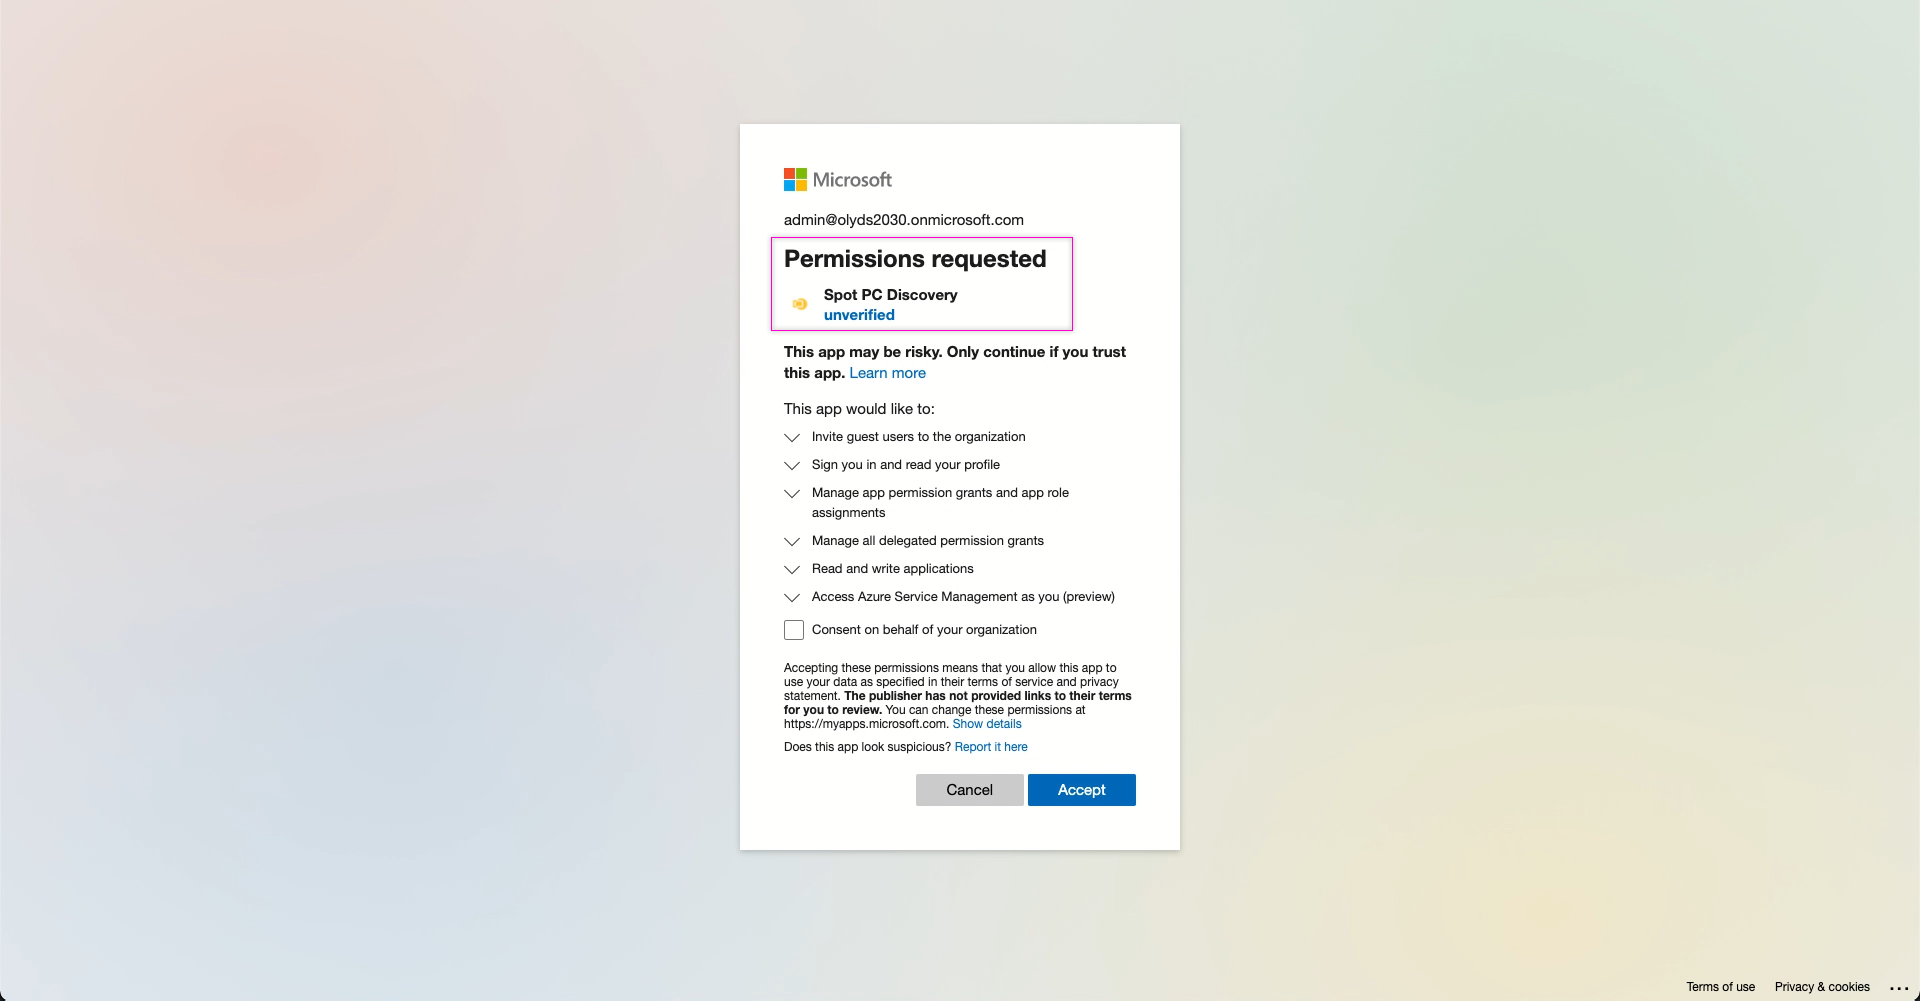 Microsoft
admin@olyds2030.onmicrosoft.com
Permissions requested
Spot PC Discovery
unverified
This app may be risky. Only continue if you trust
this app. Learn more
This app would like to:
Invite guest users to the organization
Sign you in and read your profile
Manage app permission grants and app role
assignments
Manage all delegated permission grants
Read and write applications
Access Azure Service Management as you (preview)
Consent on behalf of your organization
Accepting these permissions means that you allow this app to
use your data as specified in their terms of service and privacy
statement. The publisher has not provided links to their terms
for you to review. You can change these permissions at
https://myapps.microsoft.com. Show details
Does this app look suspicious? Report it here
Cancel
Accept
Terms of use
Privacy & cookies